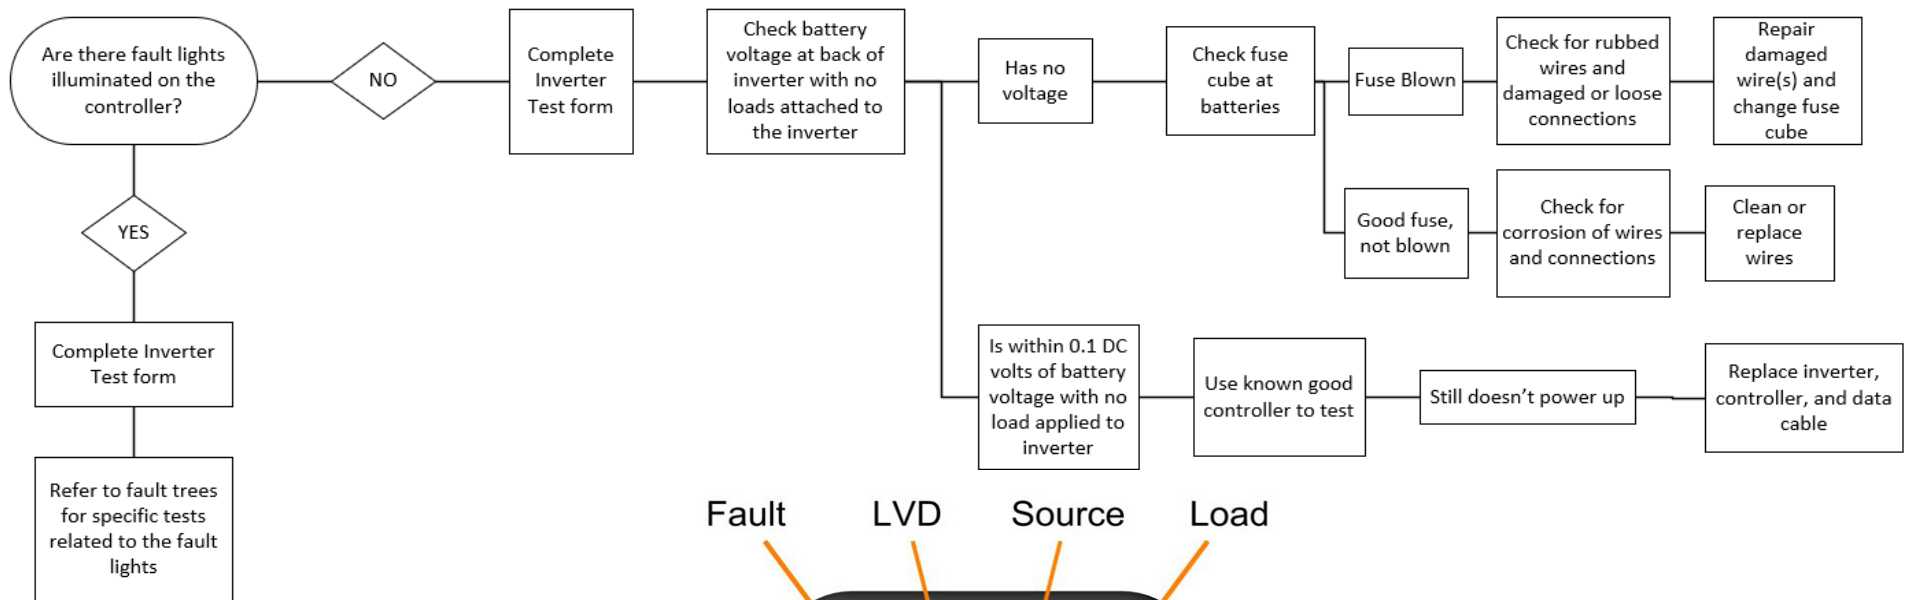 Are there fault lights
illuminated on the
controller?
NO
Complete
Inverter
Test form
Check battery
voltage at back of
inverter with no
loads attached to
the inverter
Has no
voltage
Check fuse
cube at
batteries
Fuse Blown
Check for rubbed
wires and
damaged or loose
connections
Repair
damaged
wire(s) and
change fuse
cube
YES
Good fuse,
not blown
Check for
corrosion of wires
and connections
Clean or
replace
wires
Complete Inverter
Test form
Is within 0.1 DC
volts of battery
voltage with no
load applied to
inverter
Use known good
controller to test
Still doesn’t power up
Replace inverter,
controller, and data
cable
Refer to fault trees
for specific tests
related to the fault
lights
Fault
LVD
Source
Load